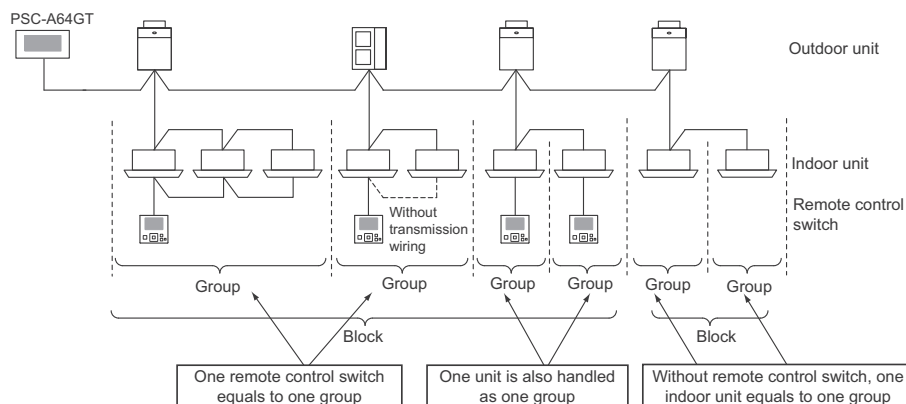 PSC-A64GT
Outdoor unit
Indoor unit
Remote control
switch
Without
transmission
wiring
Group
Group
Group
Group
Group
Group
Block
Block
One remote control switch
equals to one group
One unit is also handled
as one group
Without remote control switch, one
indoor unit equals to one group